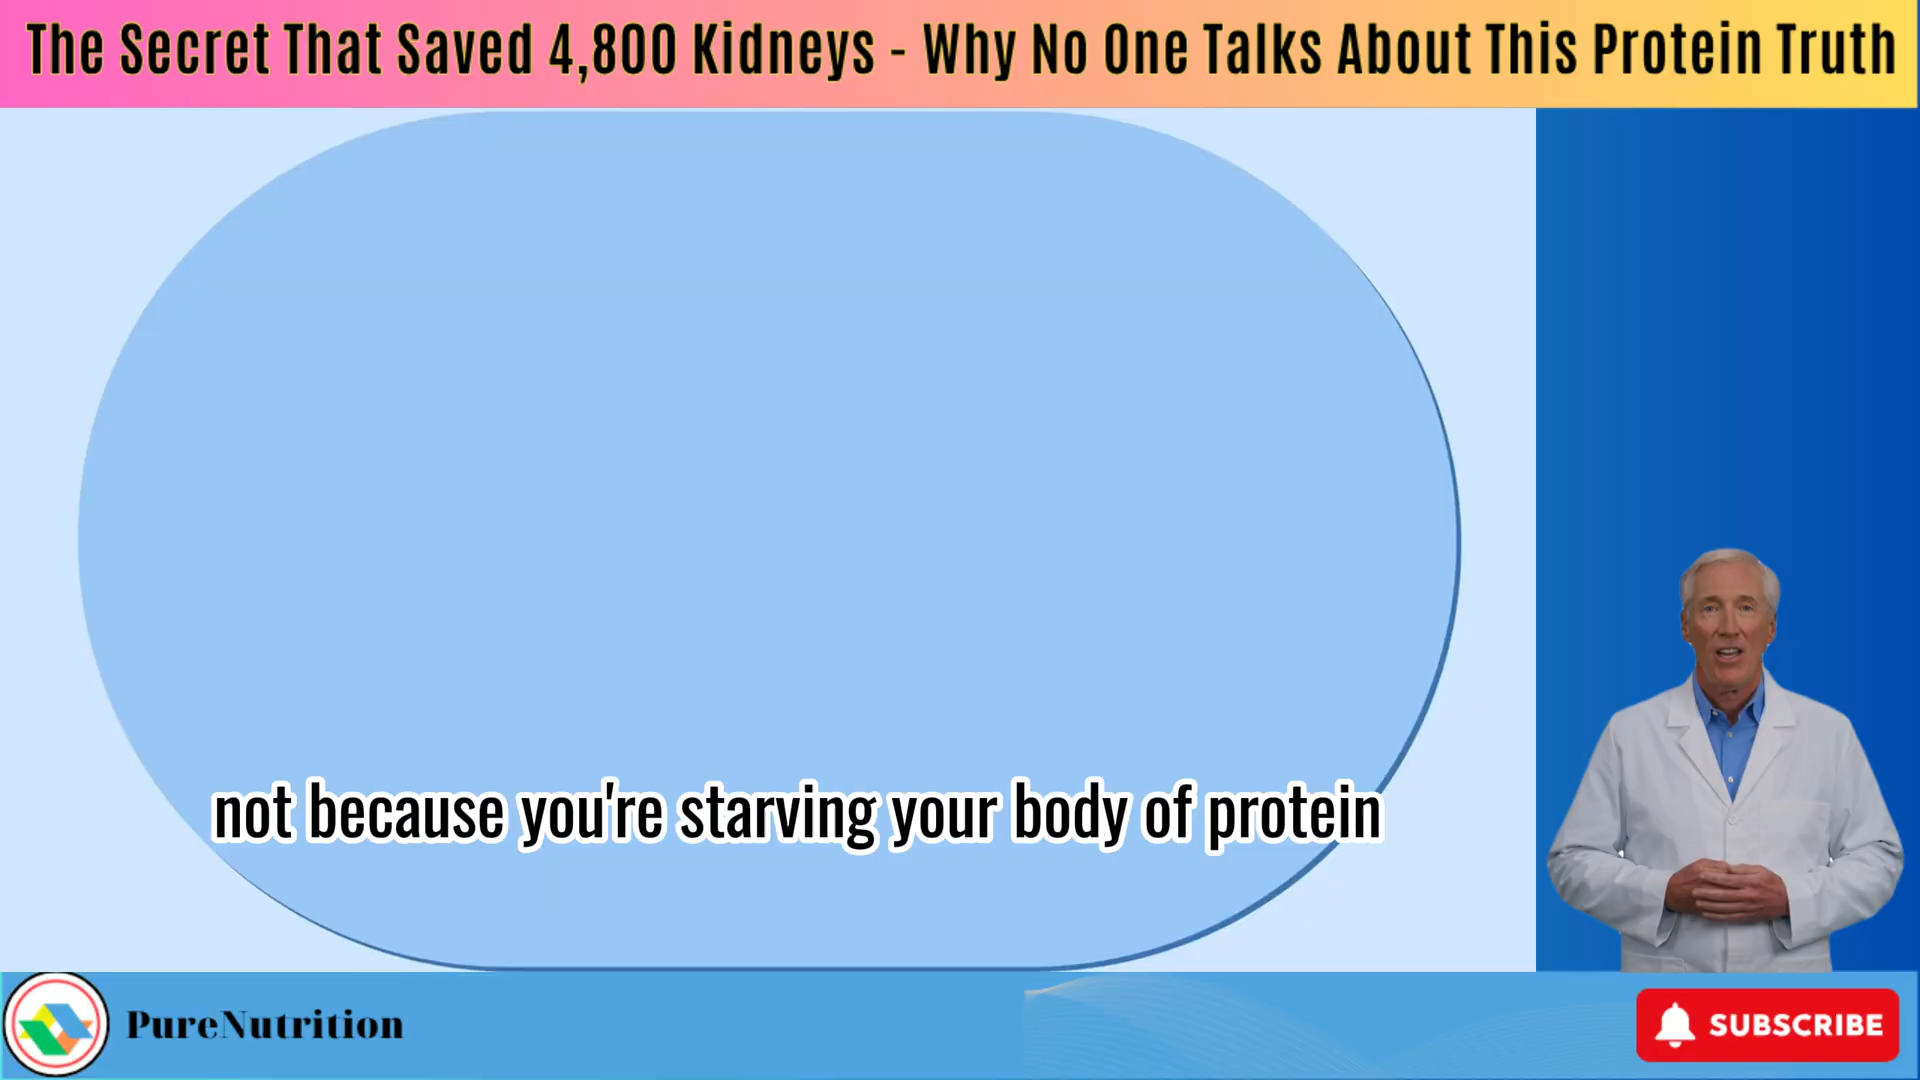 The Secret That Saved 4,800 Kidneys - Why No One Talks About This Protein Truth
not because you're starving your body of protein
PureNutrition
SUBSCRIBE